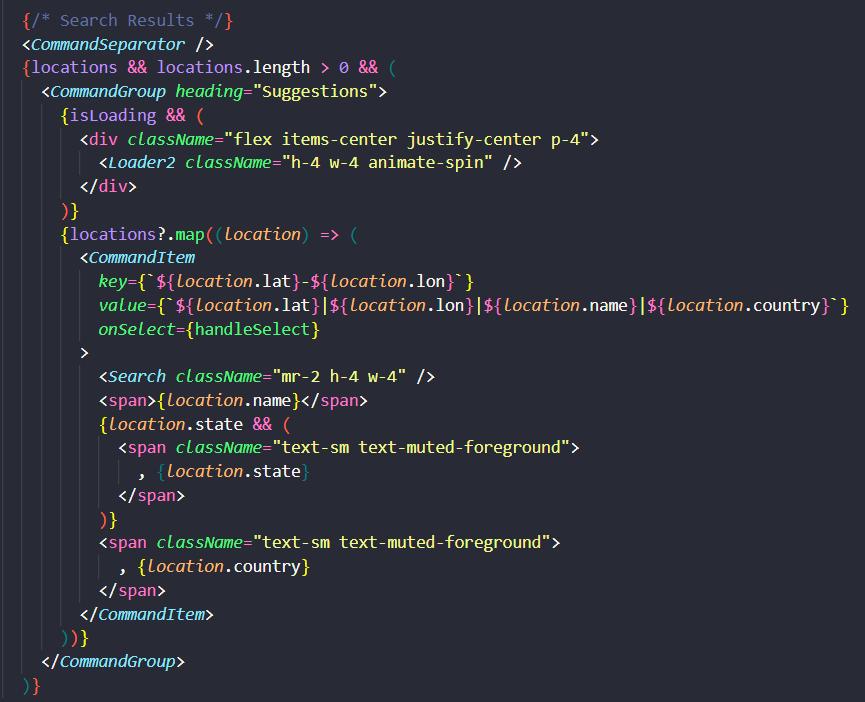 {/* Search Results */}
<CommandSeparator />
{locations && locations.length > 0 && (
  <CommandGroup heading="Suggestions">
    {isLoading && (
      <div className="flex items-center justify-center p-4">
        <Loader2 className="h-4 w-4 animate-spin" />
      </div>
    )}
    {locations?.map((location) => (
      <CommandItem
        key={`${location.lat}-${location.lon}`}
        value={`${location.lat}|${location.lon}|${location.name}|${location.country}`}
        onSelect={handleSelect}
      >
        <Search className="mr-2 h-4 w-4" />
        <span>{location.name}</span>
        {location.state && (
          <span className="text-sm text-muted-foreground">
            , {location.state}
          </span>
        )}
        <span className="text-sm text-muted-foreground">
          , {location.country}
        </span>
      </CommandItem>
    ))}
  </CommandGroup>
)}